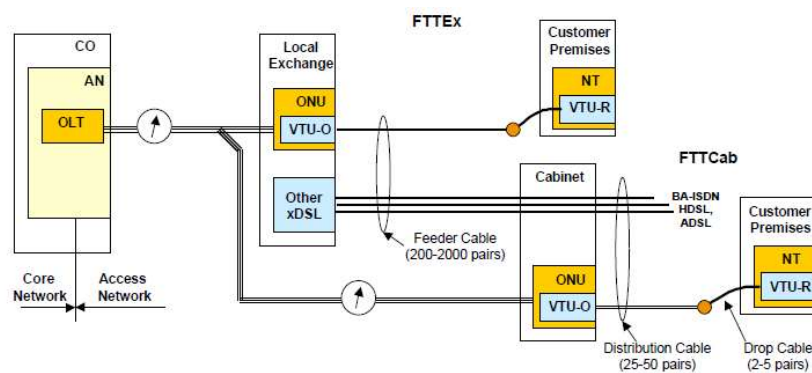 FTTEx
CO
AN
OLT
Core
Network
Access
Network
Local
Exchange
ONU
VTU-O
Other
xDSL
Feeder Cable
(200-2000 pairs)
Customer
Premises
NT
VTU-R
FTTCab
Cabinet
ONU
VTU-O
BA-ISDN
HDSL,
ADSL
Customer
Premises
NT
VTU-R
Distribution Cable
(25-50 pairs)
Drop Cable
(2-5 pairs)